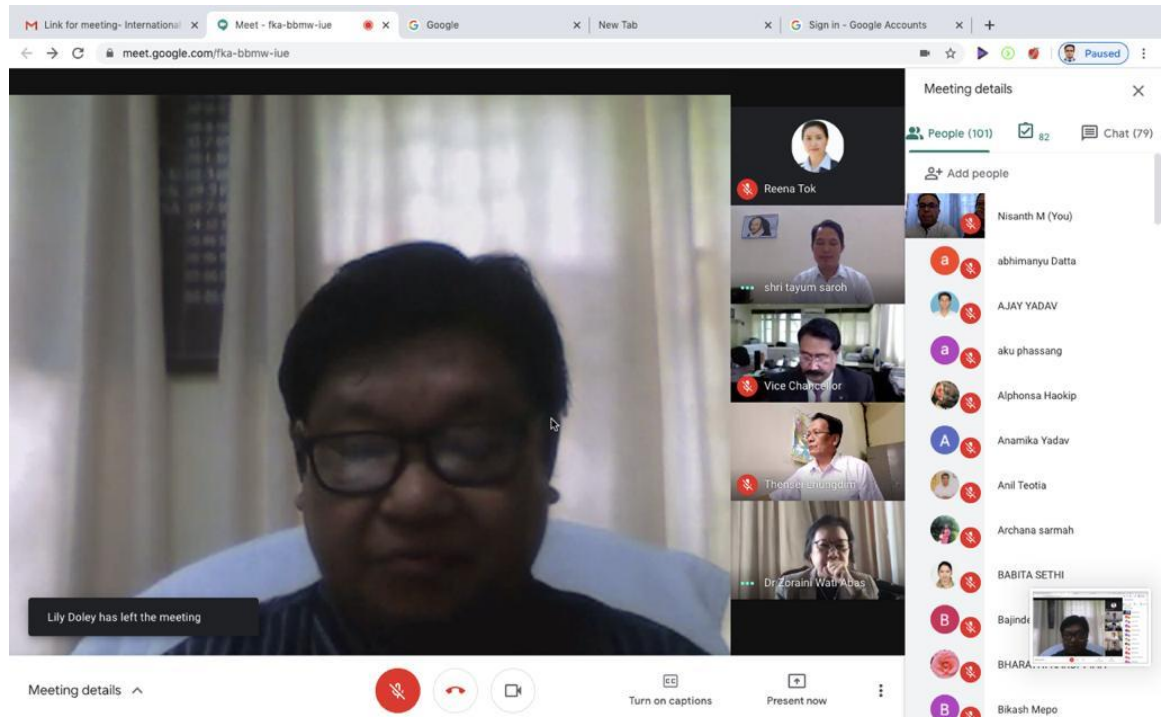 Link for meeting- International
Meet - fka-bbmw-iue
Google
New Tab
Sign in - Google Accounts
meet.google.com/fka-bbmw-iue
Paused
Reena Tok
shri tayum saroh
Vice Chancellor
Dr Zoraini Wati Abas
Lily Doley has left the meeting
Meeting details
People (101)
82
Chat (79)
Add people
Nisanth M (You)
a abhimanyu Datta
AJAY YADAV
a aku phassang
Alphonsa Haokip
A Anamika Yadav
Anil Teotia
Archana sarmah
BABITA SETHI
B
B Bikash Mepo
Meeting details
CC
Turn on captions
Present now